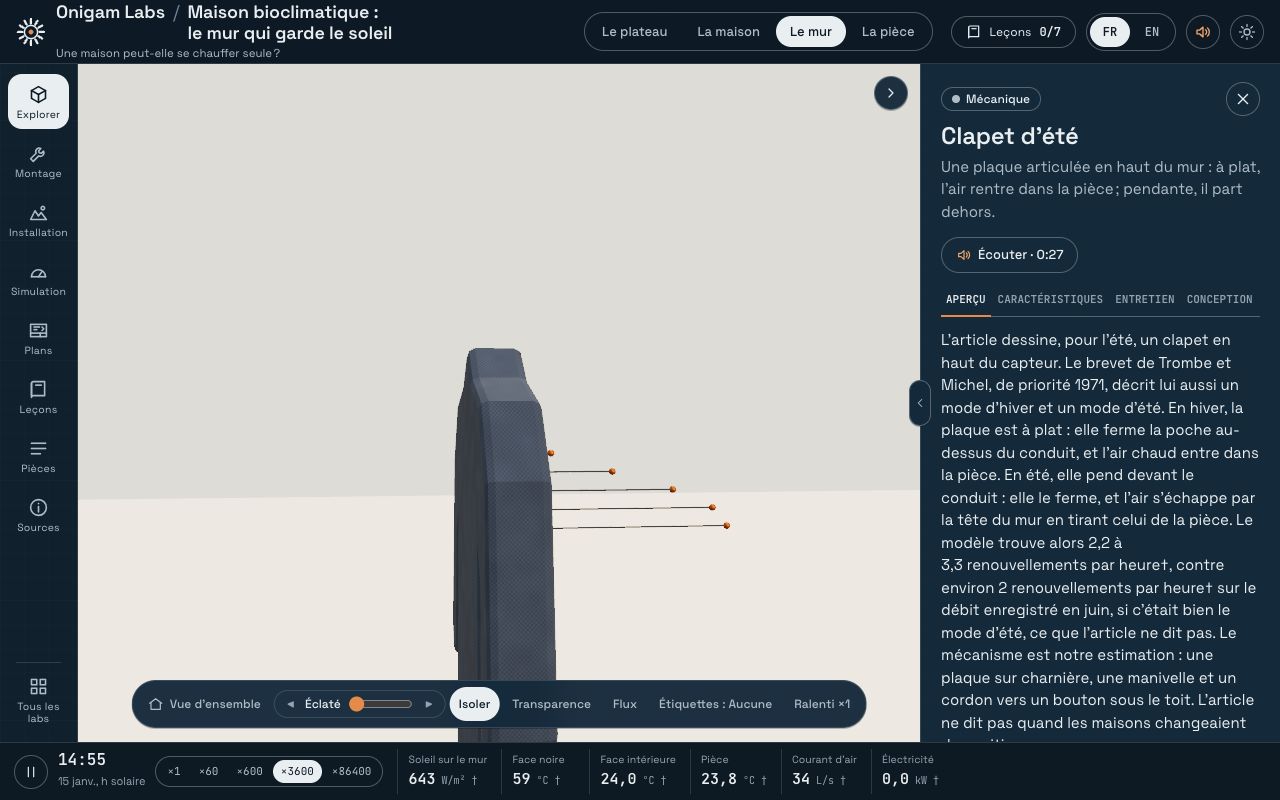 Onigam Labs / Maison bioclimatique :
le mur qui garde le soleil
Une maison peut-elle se chauffer seule ?
Le plateau
La maison
Le mur
La pièce
Leçons 0/7
FR
EN
Explorer
Montage
Installation
Simulation
Plans
Leçons
Pièces
Sources
Tous les
labs
Mécanique
Clapet d’été
Une plaque articulée en haut du mur : à plat,
l’air rentre dans la pièce ; pendante, il part
dehors.
Écouter · 0:27
APERÇU
CARACTÉRISTIQUES
ENTRETIEN
CONCEPTION
L’article dessine, pour l’été, un clapet en
haut du capteur. Le brevet de Trombe et
Michel, de priorité 1971, décrit lui aussi un
mode d’hiver et un mode d’été. En hiver, la
plaque est à plat : elle ferme la poche au-
dessus du conduit, et l’air chaud entre dans
la pièce. En été, elle pend devant le
conduit : elle le ferme, et l’air s’échappe par
la tête du mur en tirant celui de la pièce. Le
modèle trouve alors 2,2 à
3,3 renouvellements par heure†, contre
environ 2 renouvellements par heure† sur le
débit enregistré en juin, si c’était bien le
mode d’été, ce que l’article ne dit pas. Le
mécanisme est notre estimation : une
plaque sur charnière, une manivelle et un
cordon vers un bouton sous le toit. L’article
ne dit pas quand les maisons changeaient
Vue d’ensemble
Éclaté
Isoler
Transparence
Flux
Étiquettes : Aucune
Ralenti ×1
14:55
15 janv., h solaire
×1
×60
×600
×3600
×86400
Soleil sur le mur
643 W/m² †
Face noire
59 °C †
Face intérieure
24,0 °C †
Pièce
23,8 °C †
Courant d’air
34 L/s †
Électricité
0,0 kW †